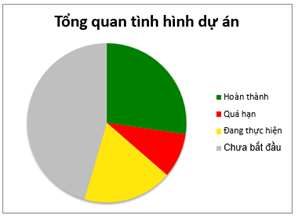 Tổng quan tình hình dự án
Hoàn thành
Quá hạn
Đang thực hiện
Chưa bắt đầu